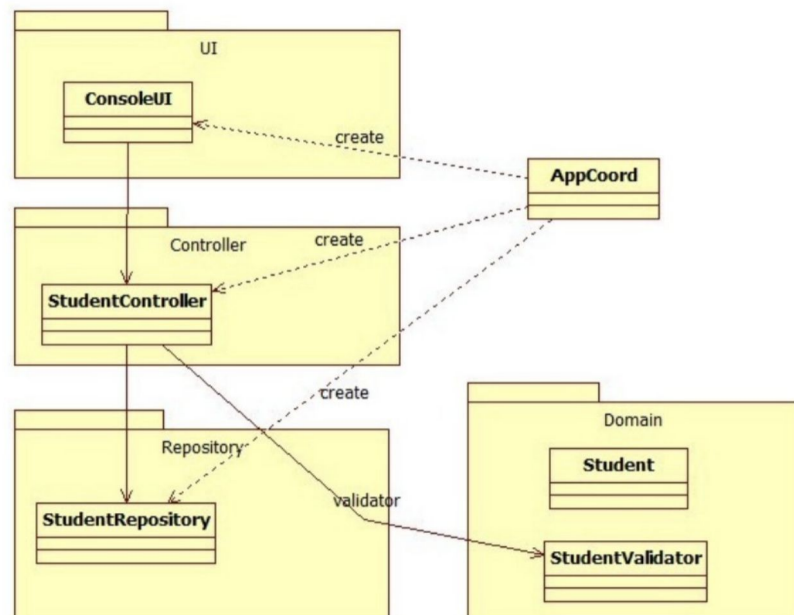 UI
ConsoleUI
create
AppCoord
Controller
create
StudentController
create
Domain
Repository
Student
validator
StudentRepository
StudentValidator